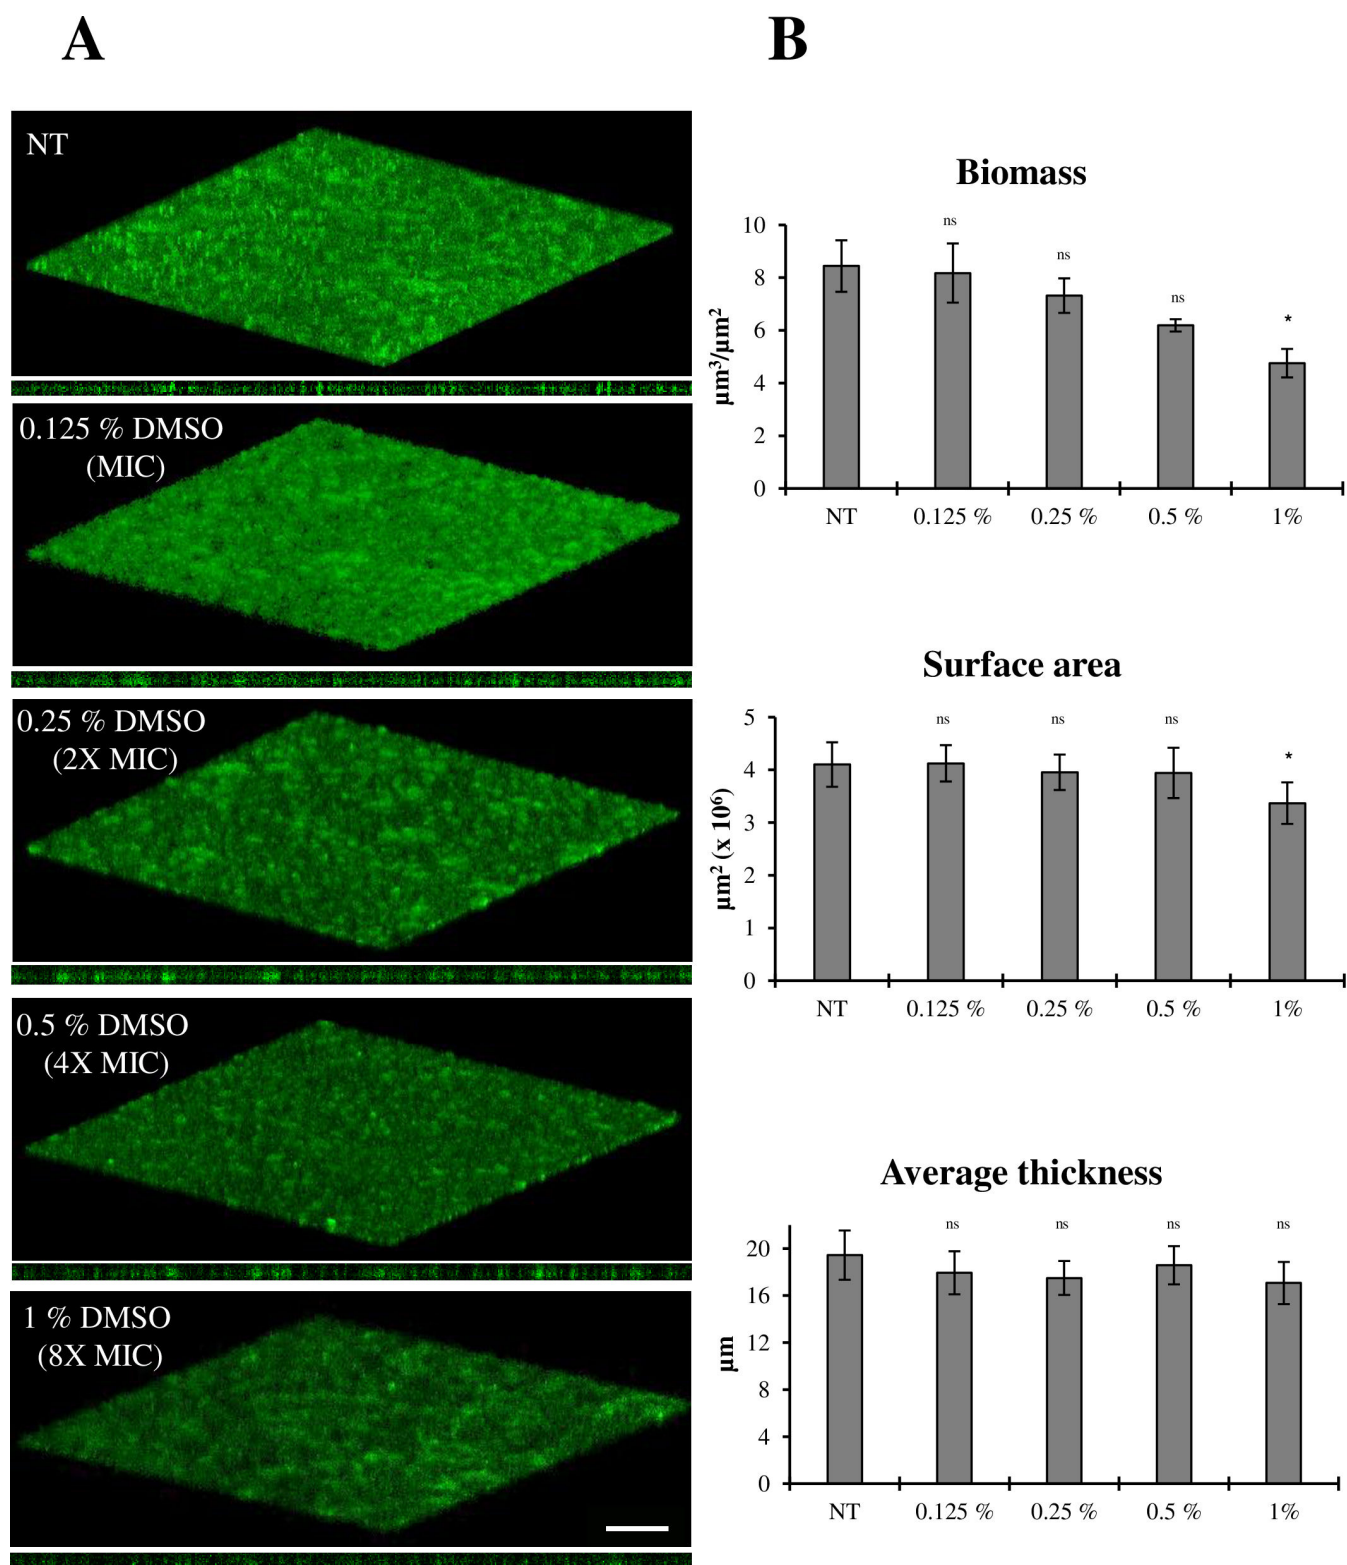 A
NT
0.125 % DMSO
(MIC)
0.25 % DMSO
(2X MIC)
0.5 % DMSO
(4X MIC)
1 % DMSO
(8X MIC)
B
Biomass
µm³/µm²
10
8
6
4
2
0
ns
ns
ns
*
NT 0.125 % 0.25 % 0.5 % 1%
Surface area
µm² (x 10⁶)
5
4
3
2
1
0
ns ns ns
*
NT 0.125 % 0.25 % 0.5 % 1%
Average thickness
µm
20
16
12
8
4
0
ns ns ns ns
NT 0.125 % 0.25 % 0.5 % 1%